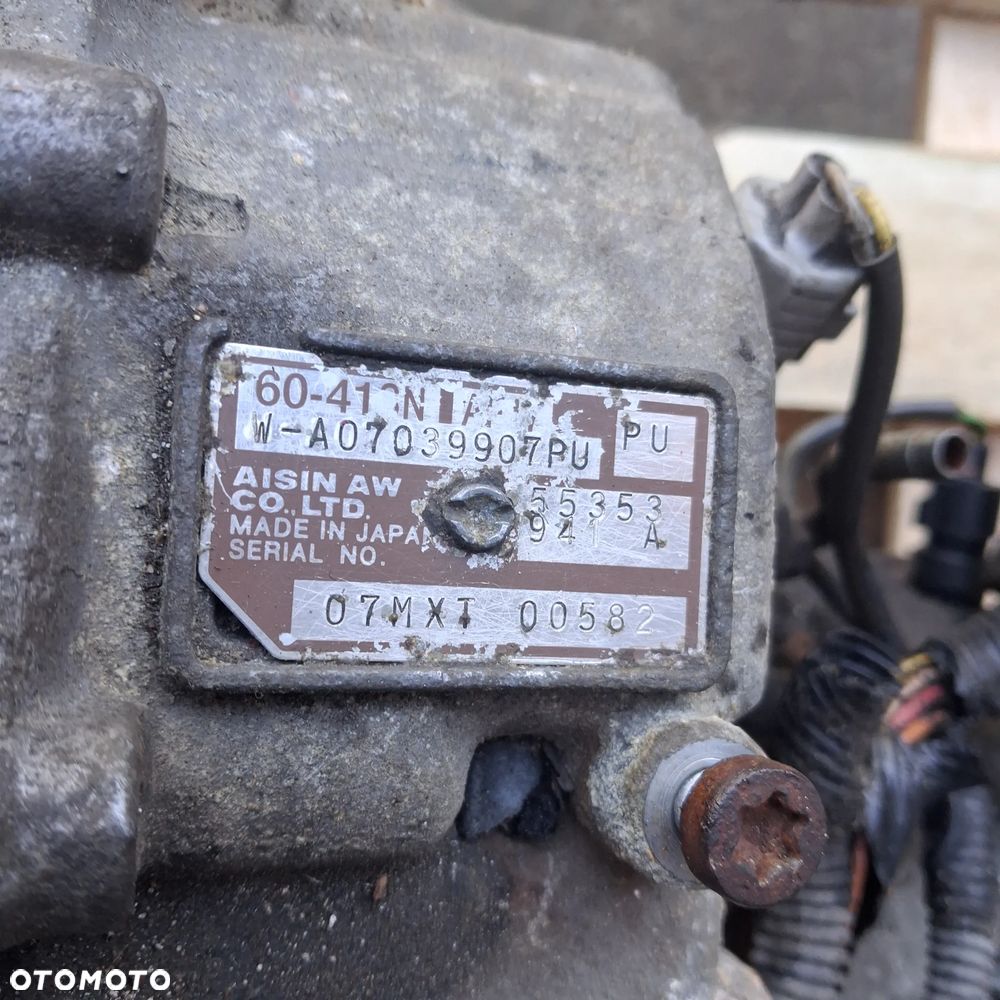 PU
W-A07039907PU
AISIN AW
CO., LTD.
55353
MADE IN JAPAN
941 A
SERIAL NO.
07MXT 00582
OTOMOTO